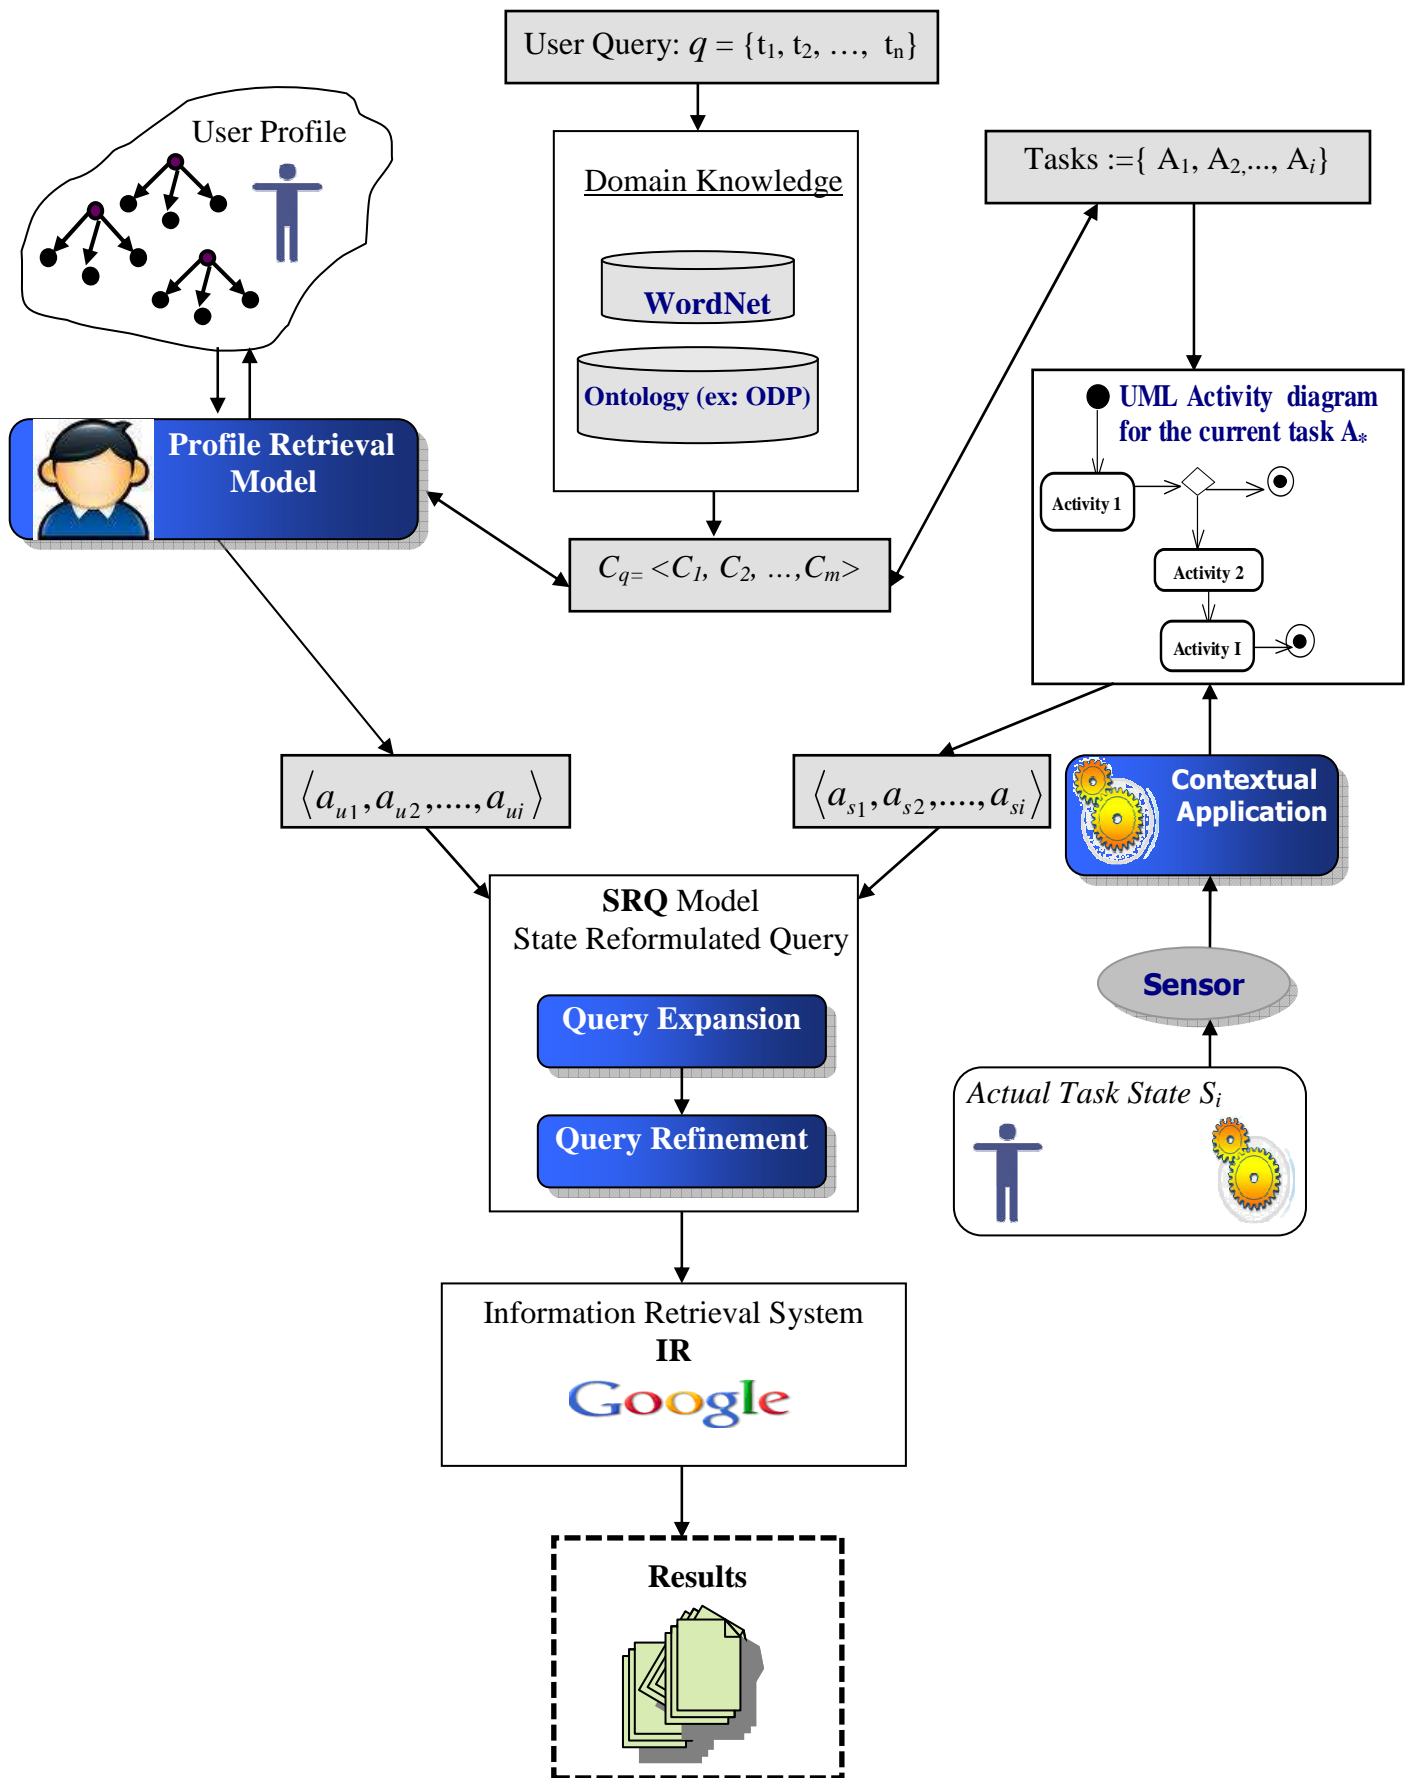 User Query: q = {t1, t2, …, tn}
User Profile
Domain Knowledge
WordNet
Ontology (ex: ODP)
Tasks :={ A1, A2,..., Ai}
UML Activity diagram
for the current task A*
Activity 1
Activity 2
Activity I
Profile Retrieval
Model
Cq= <C1, C2, ...,Cm>
⟨au1, au2,...., auj⟩
⟨as1, as2,...., asi⟩
Contextual
Application
SRQ Model
State Reformulated Query
Query Expansion
Query Refinement
Sensor
Actual Task State Si
Information Retrieval System
IR
Google
Results